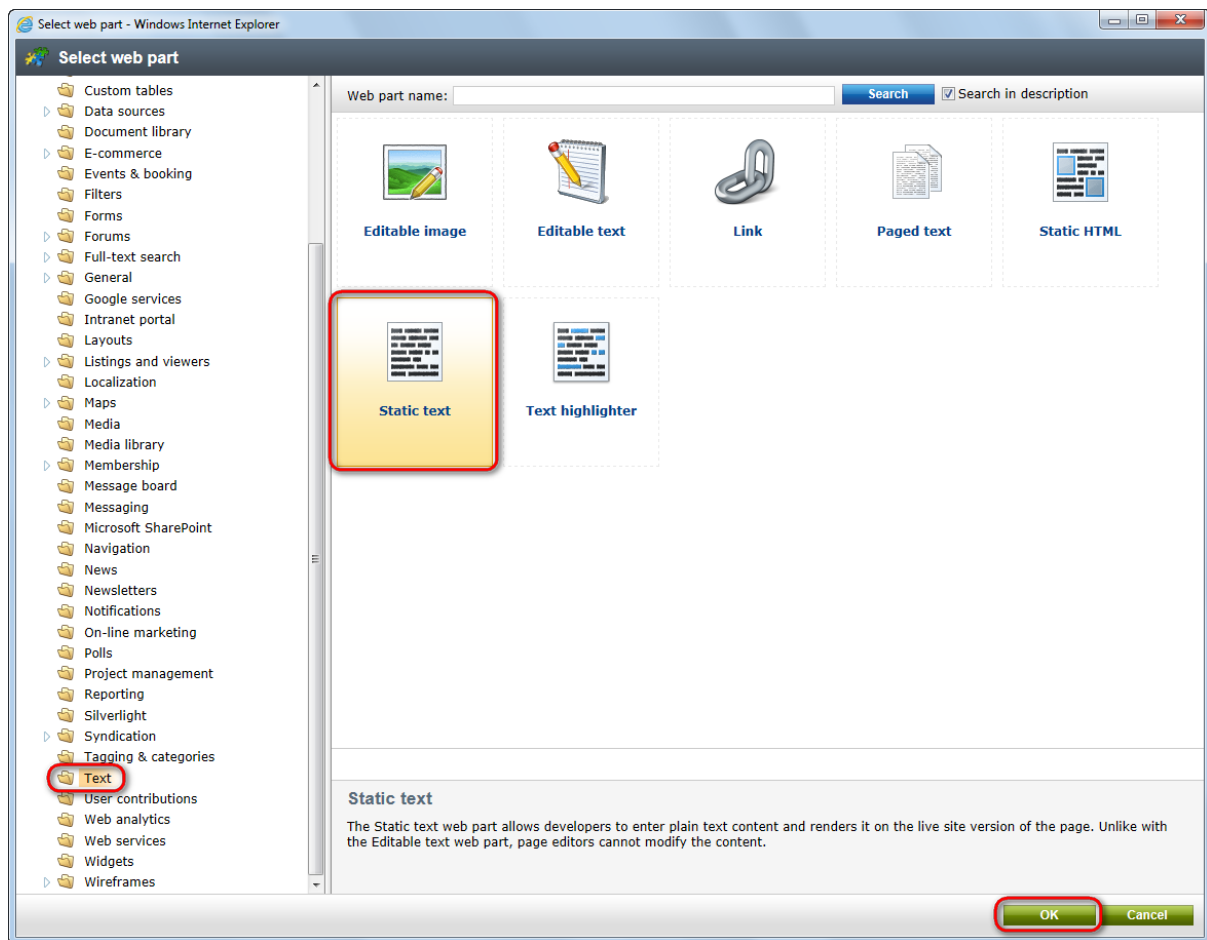 Select web part - Windows Internet Explorer
Select web part
Custom tables
Data sources
Document library
E-commerce
Events & booking
Filters
Forms
Forums
Full-text search
General
Google services
Intranet portal
Layouts
Listings and viewers
Localization
Maps
Media
Media library
Membership
Message board
Messaging
Microsoft SharePoint
Navigation
News
Newsletters
Notifications
On-line marketing
Polls
Project management
Reporting
Silverlight
Syndication
Tagging & categories
Text
User contributions
Web analytics
Web services
Widgets
Wireframes
Web part name: Search Search in description
Editable image Editable text Link Paged text Static HTML
Static text Text highlighter
Static text
The Static text web part allows developers to enter plain text content and renders it on the live site version of the page. Unlike with
the Editable text web part, page editors cannot modify the content.
OK Cancel